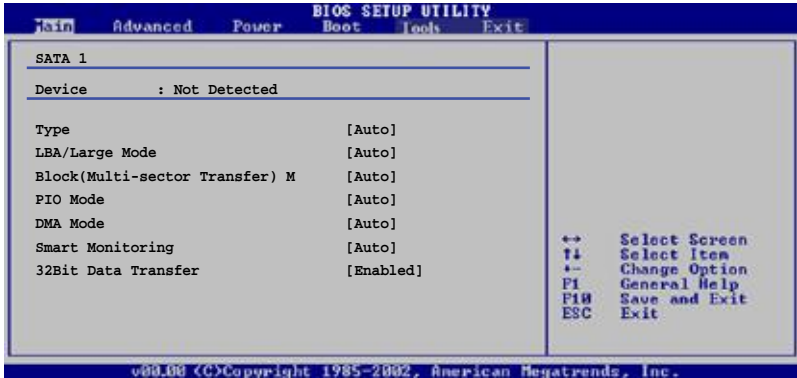 BIOS SETUP UTILITY
Main Advanced Power Boot Tools Exit
SATA 1
Device : Not Detected
Type [Auto]
LBA/Large Mode [Auto]
Block(Multi-sector Transfer) M [Auto]
PIO Mode [Auto]
DMA Mode [Auto]
Smart Monitoring [Auto]
32Bit Data Transfer [Enabled]
↔ Select Screen
↑↓ Select Item
+- Change Option
F1 General Help
F10 Save and Exit
ESC Exit
v00.00 (C)Copyright 1985-2002, American Megatrends, Inc.